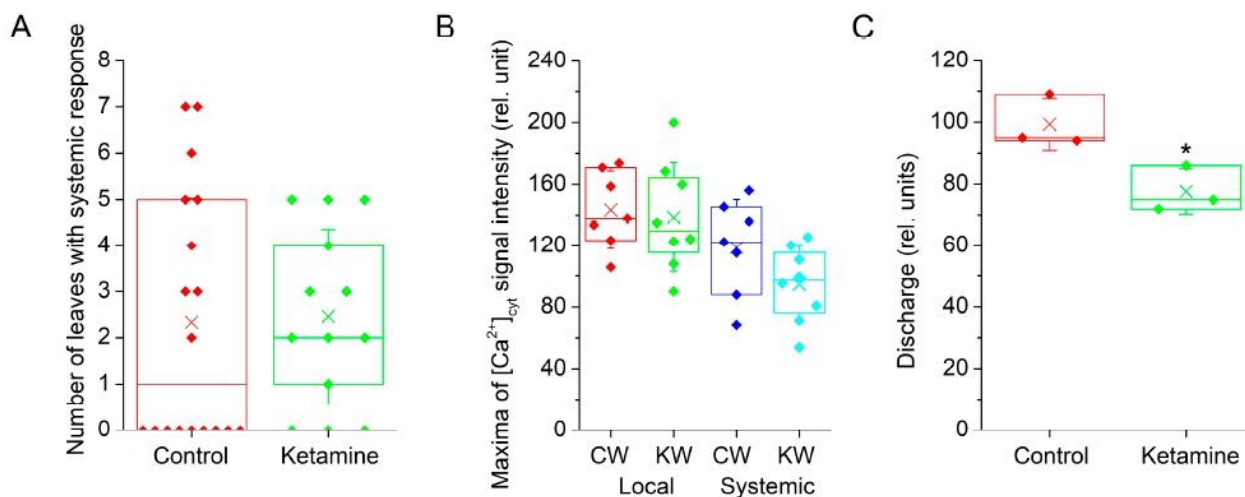 A
Number of leaves with systemic response
8
7
6
5
4
3
2
1
0
Control Ketamine
B
Maxima of [Ca²⁺]cyt signal intensity (rel. unit)
240
200
160
120
80
40
0
CW KW CW KW
Local Systemic
C
Discharge (rel. units)
120
100
80
60
40
20
0
*
Control Ketamine